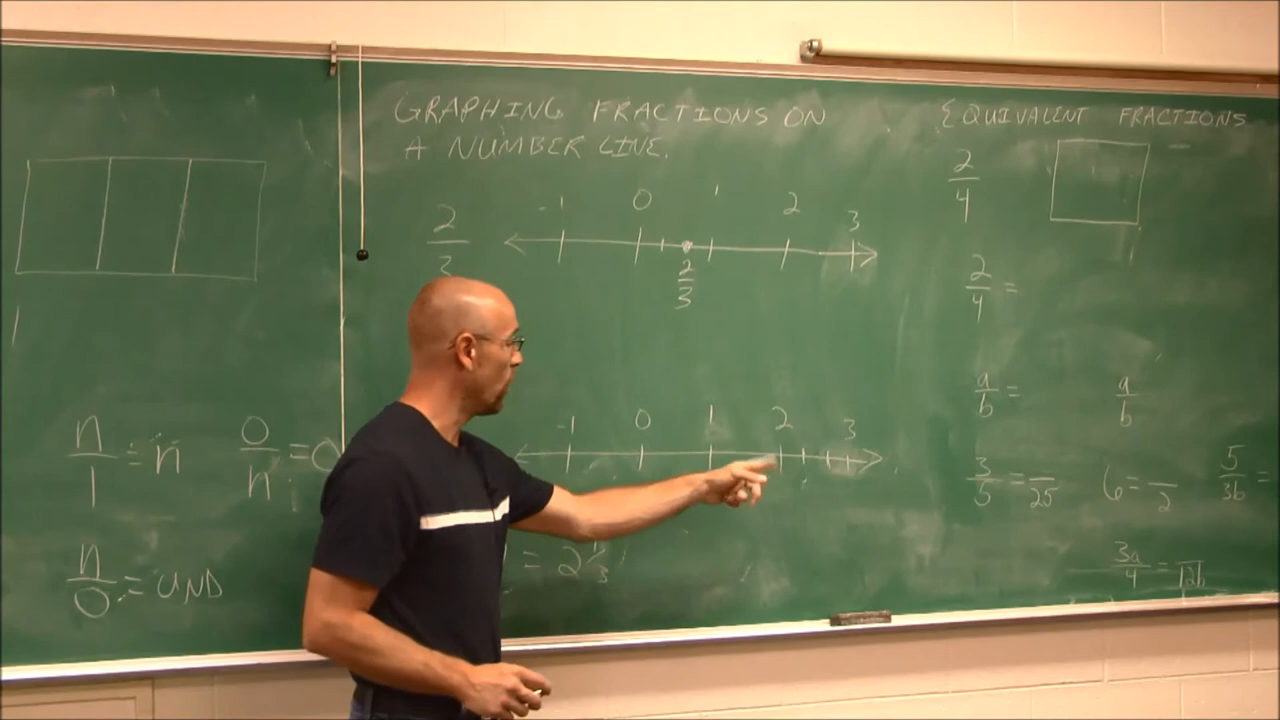 GRAPHING FRACTIONS ON
A NUMBER LINE.
2/3
-1 0 1 2 3
2/3
-1 0 1 2 3
= 2 1/3
n/1 = n
0/n = 0
n/0 = UND
EQUIVALENT FRACTIONS
2/4
2/4 =
a/b =
a/b
3/5 = /25
6 = /2
5/3b =
3a/4 = /12b